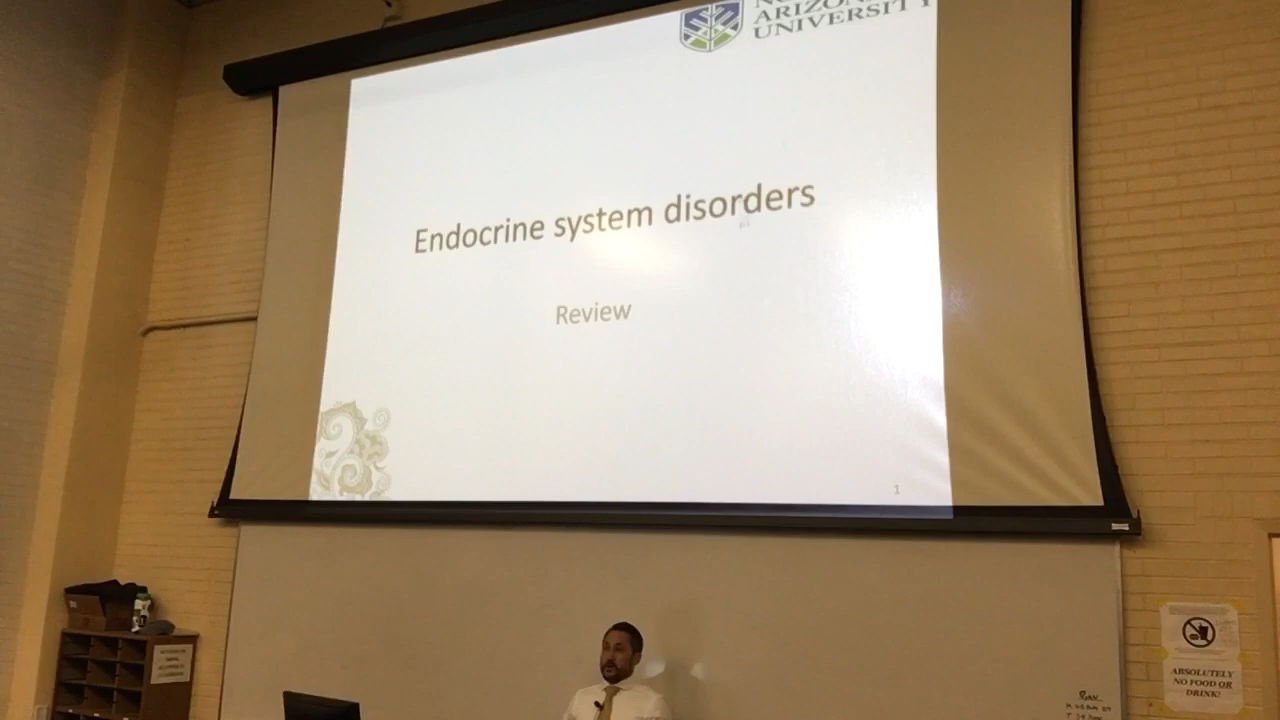 ARIZONA
UNIVERSITY
Endocrine system disorders
Review
1
ABSOLUTELY
NO FOOD OR
DRINK!